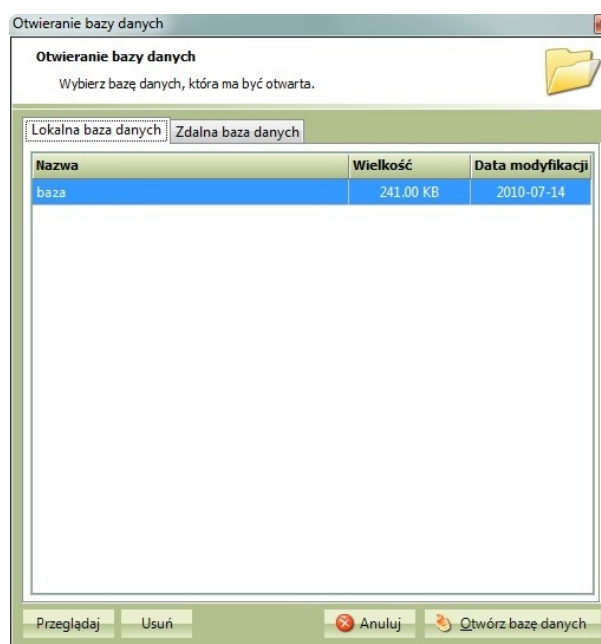 Otwieranie bazy danych
Otwieranie bazy danych
Wybierz bazę danych, która ma być otwarta.
Lokalna baza danych Zdalna baza danych
Nazwa Wielkość Data modyfikacji
baza 241.00 KB 2010-07-14
Przeglądaj Usuń Anuluj Otwórz bazę danych